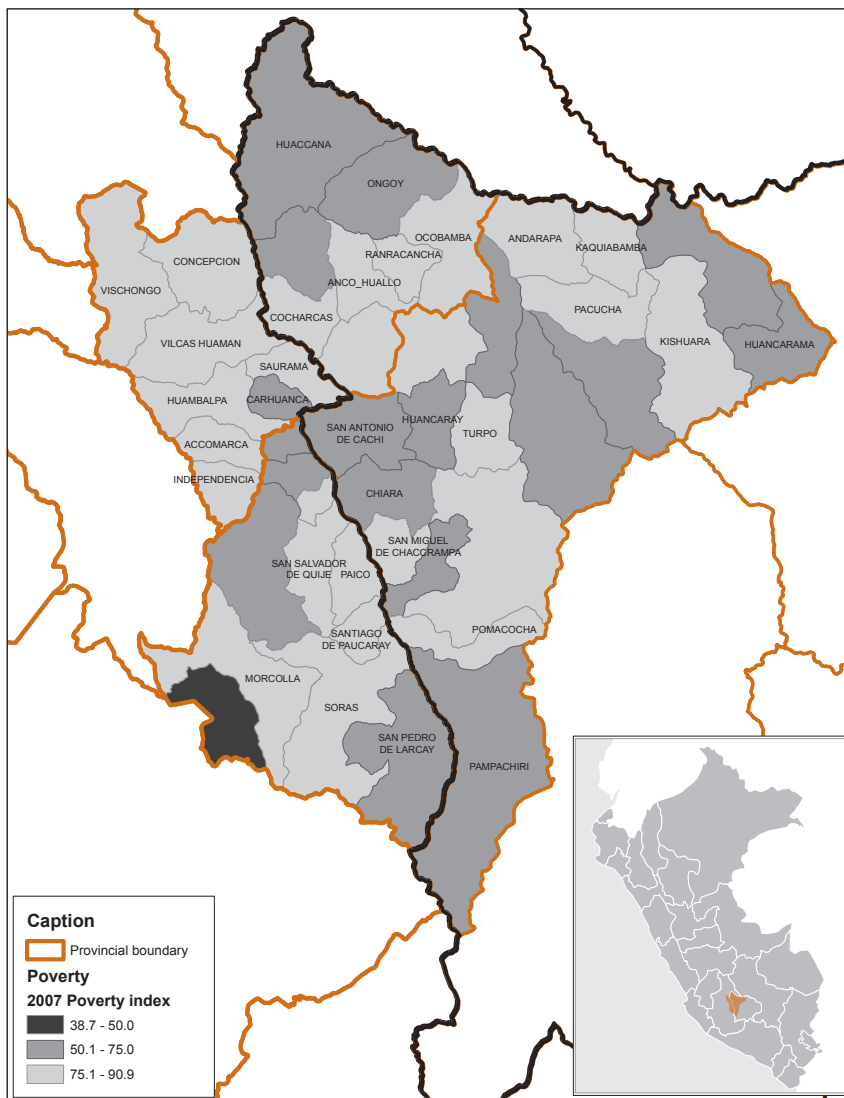 HUACCANA
ONGOY
OCOBAMBA
ANDARAPA
KAQUIABAMBA
CONCEPCION
RANRACANCHA
VISCHONGO
ANCO_HUALLO
PACUCHA
COCHARCAS
VILCAS HUAMAN
KISHUARA
HUANCARAMA
SAURAMA
HUAMBALPA
CARHUANCA
SAN ANTONIO
DE CACHI
HUANCARAY
TURPO
ACCOMARCA
INDEPENDENCIA
CHIARA
SAN MIGUEL
DE CHACCRAMPA
SAN SALVADOR
DE QUIJE
PAICO
SANTIAGO
DE PAUCARAY
POMACOCHA
MORCOLLA
SORAS
SAN PEDRO
DE LARCAY
PAMPACHIRI
Caption
Provincial boundary
Poverty
2007 Poverty index
38.7 - 50.0
50.1 - 75.0
75.1 - 90.9